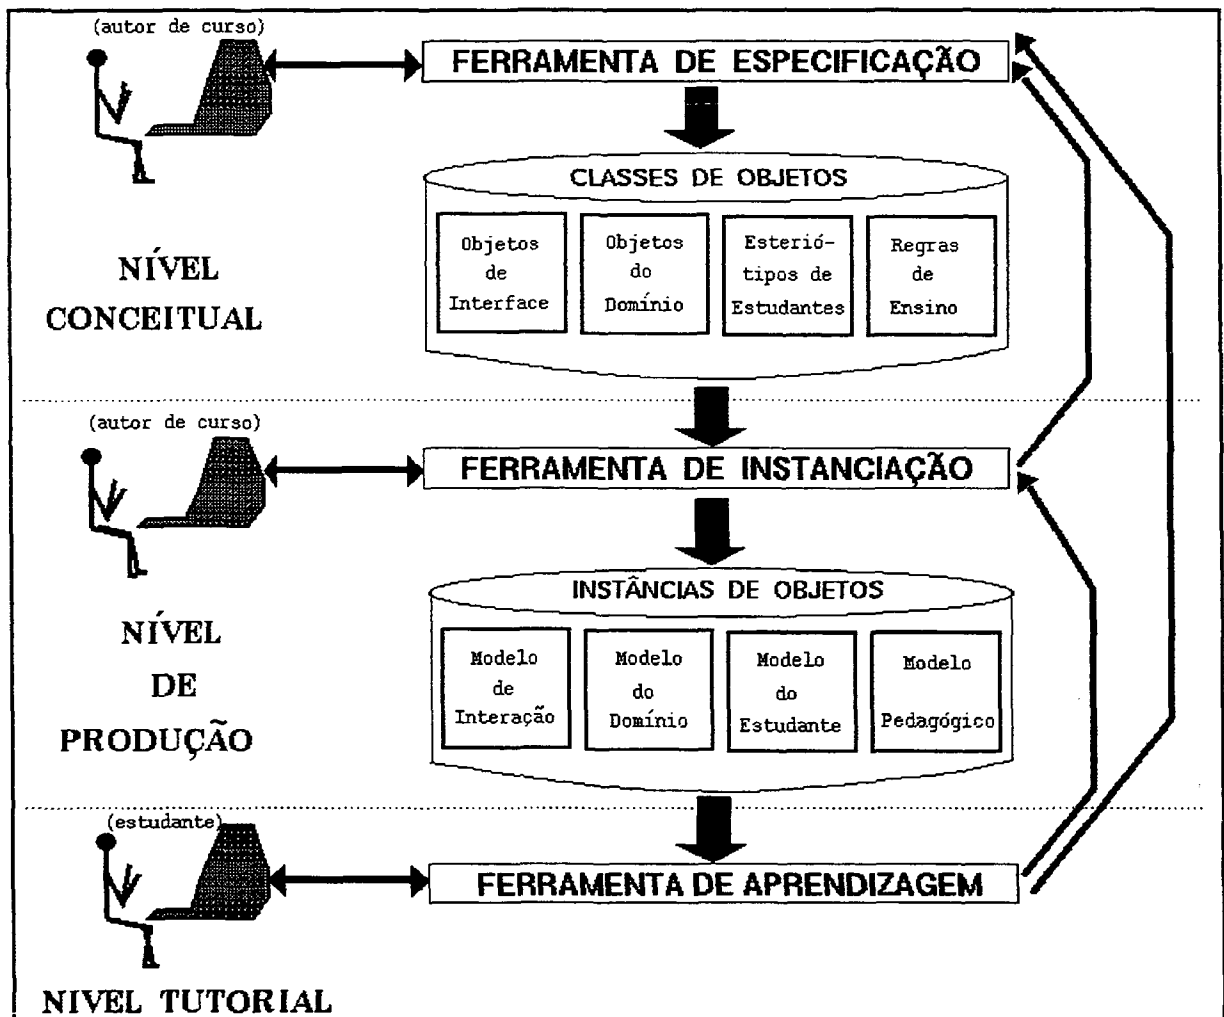 (autor de curso)
FERRAMENTA DE ESPECIFICAÇÃO
CLASSES DE OBJETOS
Objetos
de
Interface
Objetos
do
Domínio
Esterió-
tipos de
Estudantes
Regras
de
Ensino
NÍVEL
CONCEITUAL
(autor de curso)
FERRAMENTA DE INSTANCIAÇÃO
INSTÂNCIAS DE OBJETOS
Modelo
de
Interação
Modelo
do
Domínio
Modelo
do
Estudante
Modelo
Pedagógico
NÍVEL
DE
PRODUÇÃO
(estudante)
FERRAMENTA DE APRENDIZAGEM
NIVEL TUTORIAL